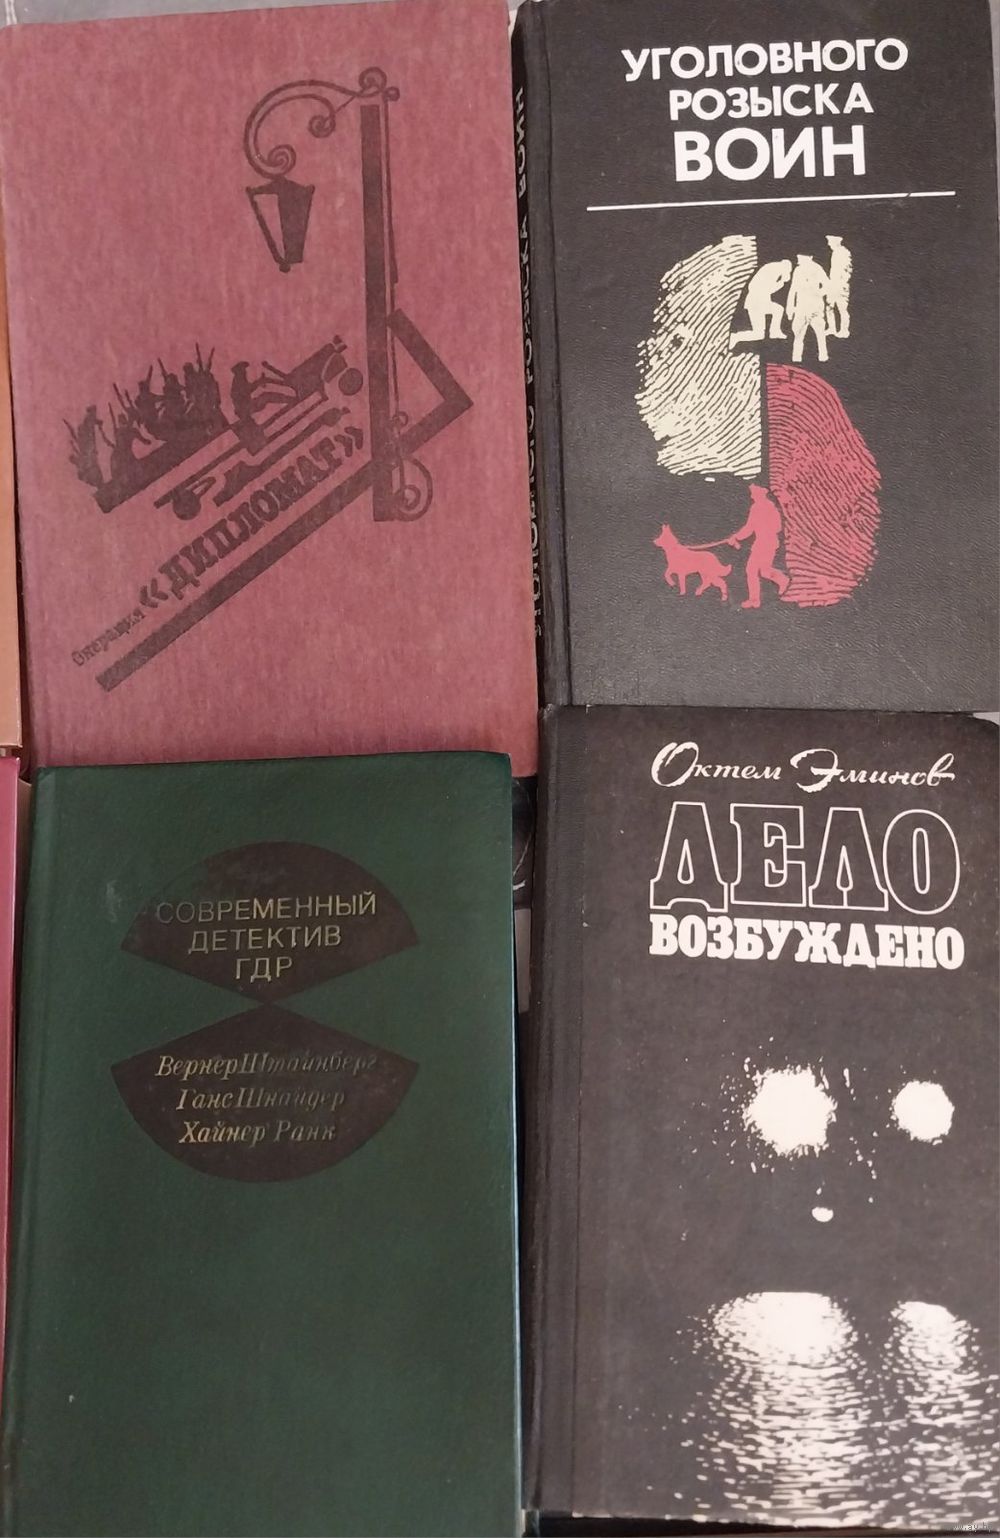 Операция
«ДИПЛОМАТ»
УГОЛОВНОГО РОЗЫСКА ВОИН
УГОЛОВНОГО
РОЗЫСКА
ВОИН
СОВРЕМЕННЫЙ
ДЕТЕКТИВ
ГДР
Вернер Штайнберг
Ганс Шнайдер
Хайнер Ранк
Октем Эминов
ДЕЛО
ВОЗБУЖДЕНО